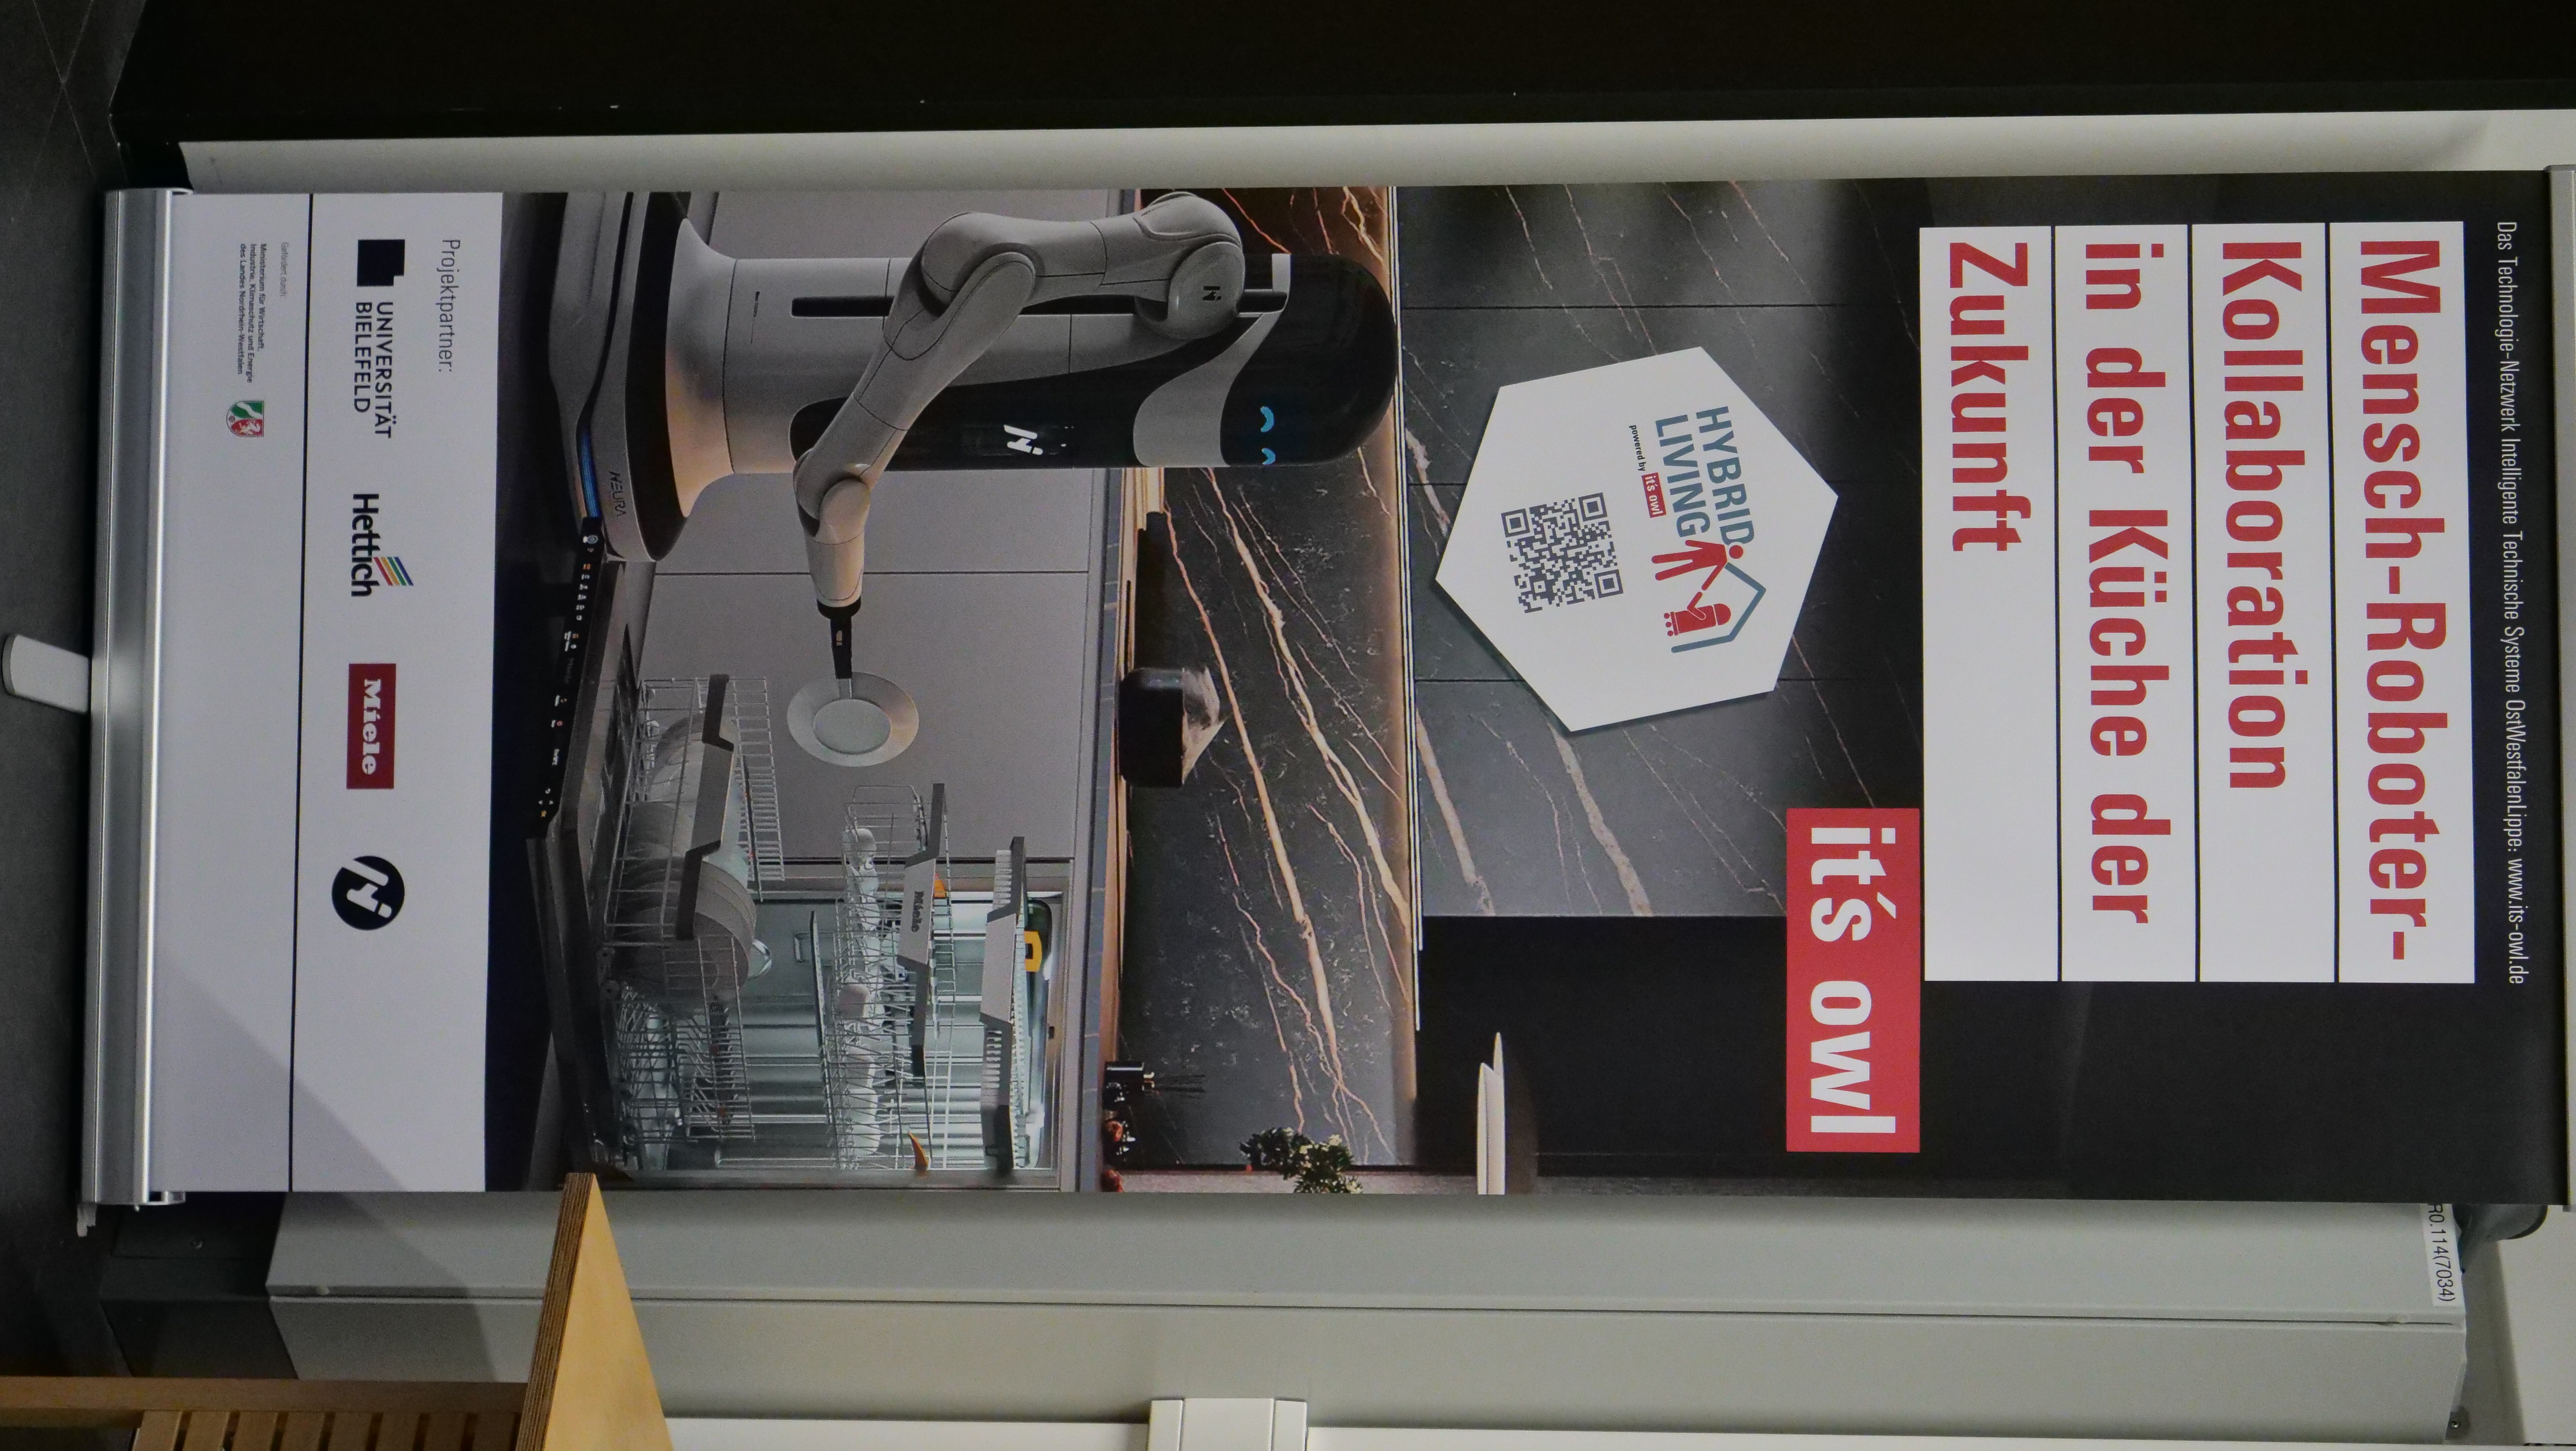 Das Technologie-Netzwerk Intelligente Technische Systeme OstWestfalenLippe: www.its-owl.de
R0.114(7034)
Mensch-Roboter-
Kollaboration
in der Küche der
Zukunft
it´s owl
HYBRID
LIVING
powered by it´s owl
Miele
NEURA
Projektpartner:
UNIVERSITÄT
BIELEFELD
Hettich
Miele
Gefördert durch:
Ministerium für Wirtschaft,
Industrie, Klimaschutz und Energie
des Landes Nordrhein-Westfalen